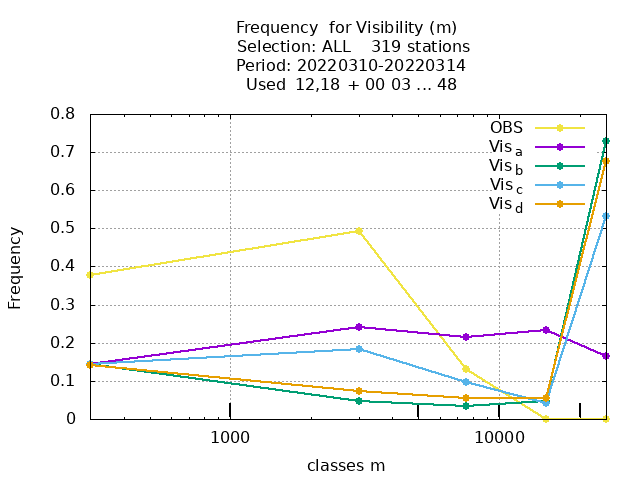 Frequency  for Visibility (m)
Selection: ALL    319 stations
Period: 20220310-20220314
Used  12,18  + 00 03 ... 48
0.8
0.7
0.6
0.5
0.4
0.3
0.2
0.1
0
Frequency
OBS
Vis a
Vis b
Vis c
Vis d
1000
10000
classes m